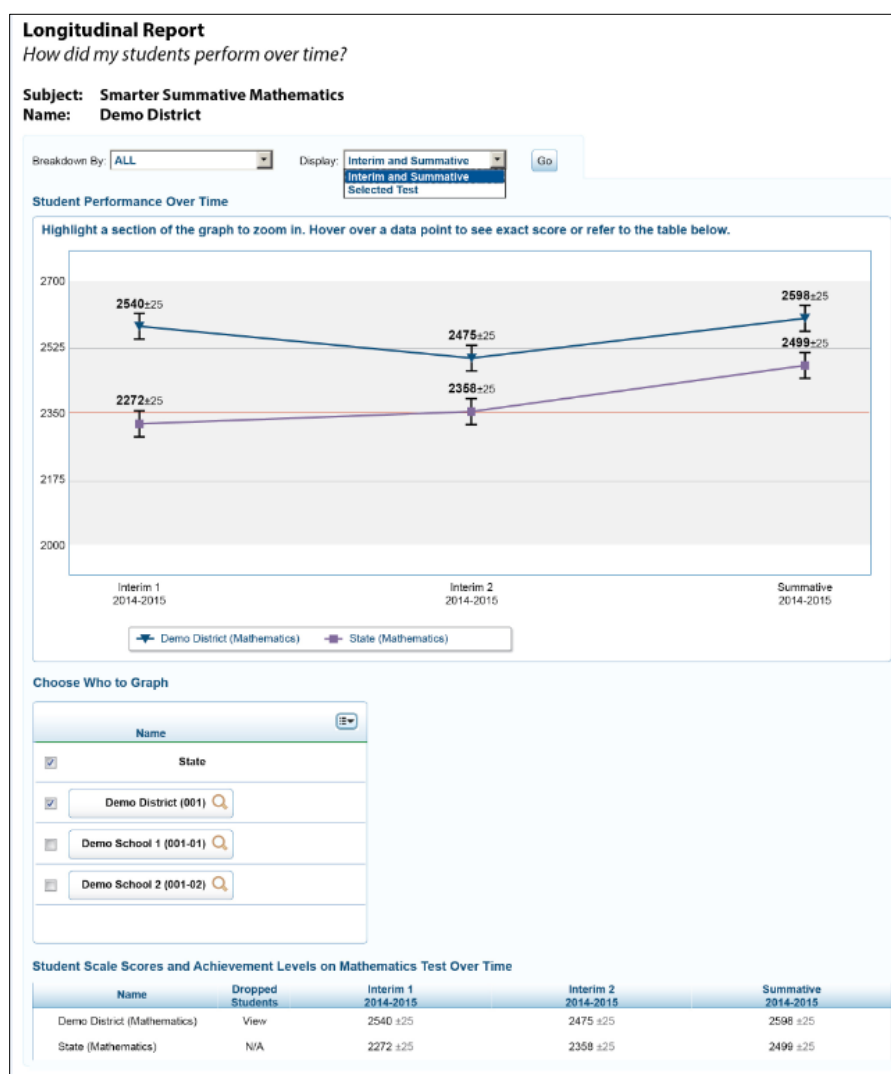 Longitudinal Report
How did my students perform over time?
Subject: Smarter Summative Mathematics
Name: Demo District
Breakdown By: ALL Display: Interim and Summative Go
Interim and Summative
Selected Test
Student Performance Over Time
Highlight a section of the graph to zoom in. Hover over a data point to see exact score or refer to the table below.
2700
2540±25
2598±25
2475±25
2499±25
2525
2358±25
2272±25
2350
2175
2000
Interim 1 Interim 2 Summative
2014-2015 2014-2015 2014-2015
Demo District (Mathematics) State (Mathematics)
Choose Who to Graph
Name
State
Demo District (001)
Demo School 1 (001-01)
Demo School 2 (001-02)
Student Scale Scores and Achievement Levels on Mathematics Test Over Time
Name Dropped Students Interim 1 2014-2015 Interim 2 2014-2015 Summative 2014-2015
Demo District (Mathematics) View 2540 ±25 2475 ±25 2598 ±25
State (Mathematics) N/A 2272 ±25 2358 ±25 2499 ±25